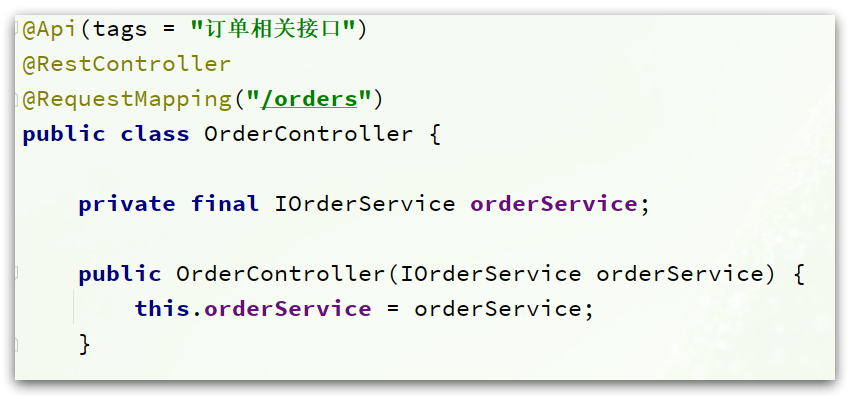 @Api(tags = "订单相关接口")
@RestController
@RequestMapping("/orders")
public class OrderController {
private final IOrderService orderService;
public OrderController(IOrderService orderService) {
this.orderService = orderService;
}